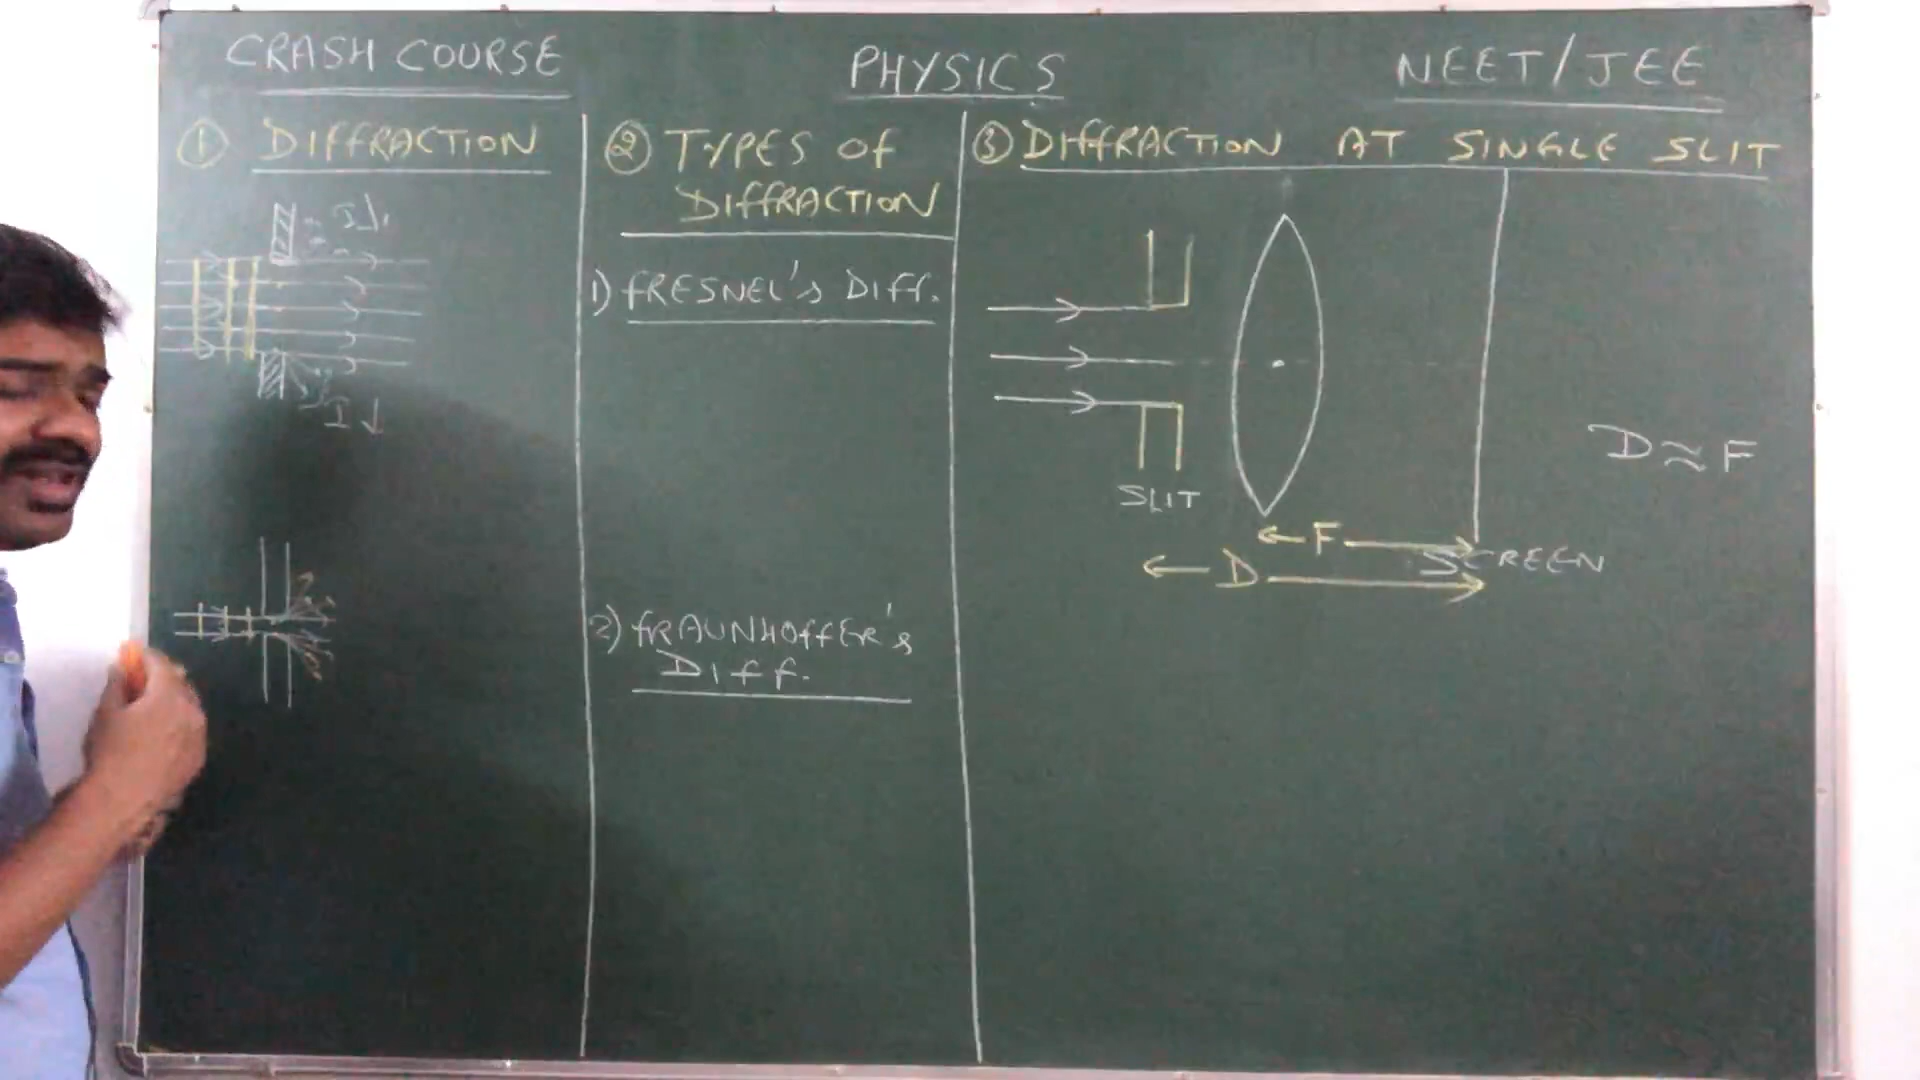 CRASH COURSE
PHYSICS
NEET/JEE
① DIFFRACTION
I↓
I↓
② TYPES OF
DIFFRACTION
1) FRESNEL's DIFF.
2) FRAUNHOFFER's
DIFF.
③ DIFFRACTION AT SINGLE SLIT
SLIT
F
SCREEN
D
D≈F